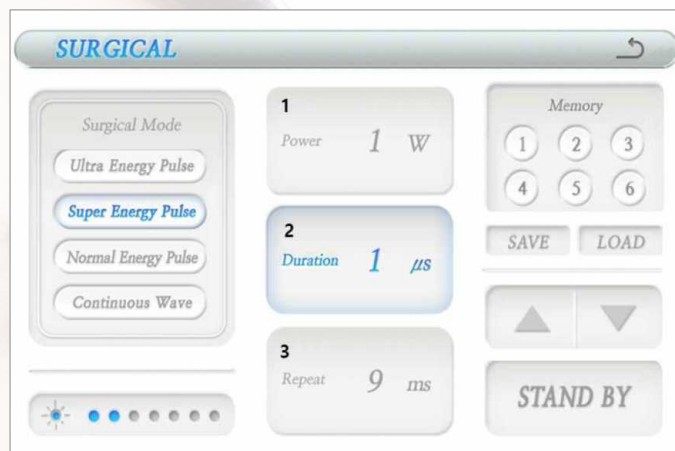 SURGICAL
Surgical Mode
Ultra Energy Pulse
Super Energy Pulse
Normal Energy Pulse
Continuous Wave
1
Power 1 W
2
Duration 1 μs
3
Repeat 9 ms
Memory
1 2 3
4 5 6
SAVE LOAD
STAND BY